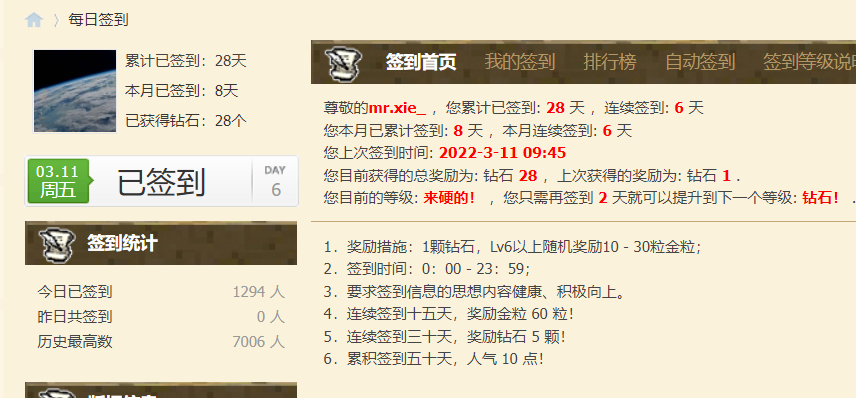 每日签到
累计已签到：28天
本月已签到：8天
已获得钻石：28个
03.11
周五
已签到
DAY
6
签到统计
今日已签到 1294 人
昨日共签到 0 人
历史最高数 7006 人
签到首页 我的签到 排行榜 自动签到 签到等级说明
尊敬的mr.xie_ ，您累计已签到: 28 天 ，连续签到: 6 天
您本月已累计签到: 8 天 ，本月连续签到: 6 天
您上次签到时间: 2022-3-11 09:45
您目前获得的总奖励为: 钻石 28 ，上次获得的奖励为: 钻石 1 .
您目前的等级: 来硬的！ ，您只需再签到 2 天就可以提升到下一个等级: 钻石！ .
1. 奖励措施：1颗钻石，Lv6以上随机奖励10 - 30粒金粒；
2. 签到时间：0：00 - 23：59；
3. 要求签到信息的思想内容健康、积极向上。
4. 连续签到十五天，奖励金粒 60 粒！
5. 连续签到三十天，奖励钻石 5 颗！
6. 累积签到五十天，人气 10 点！